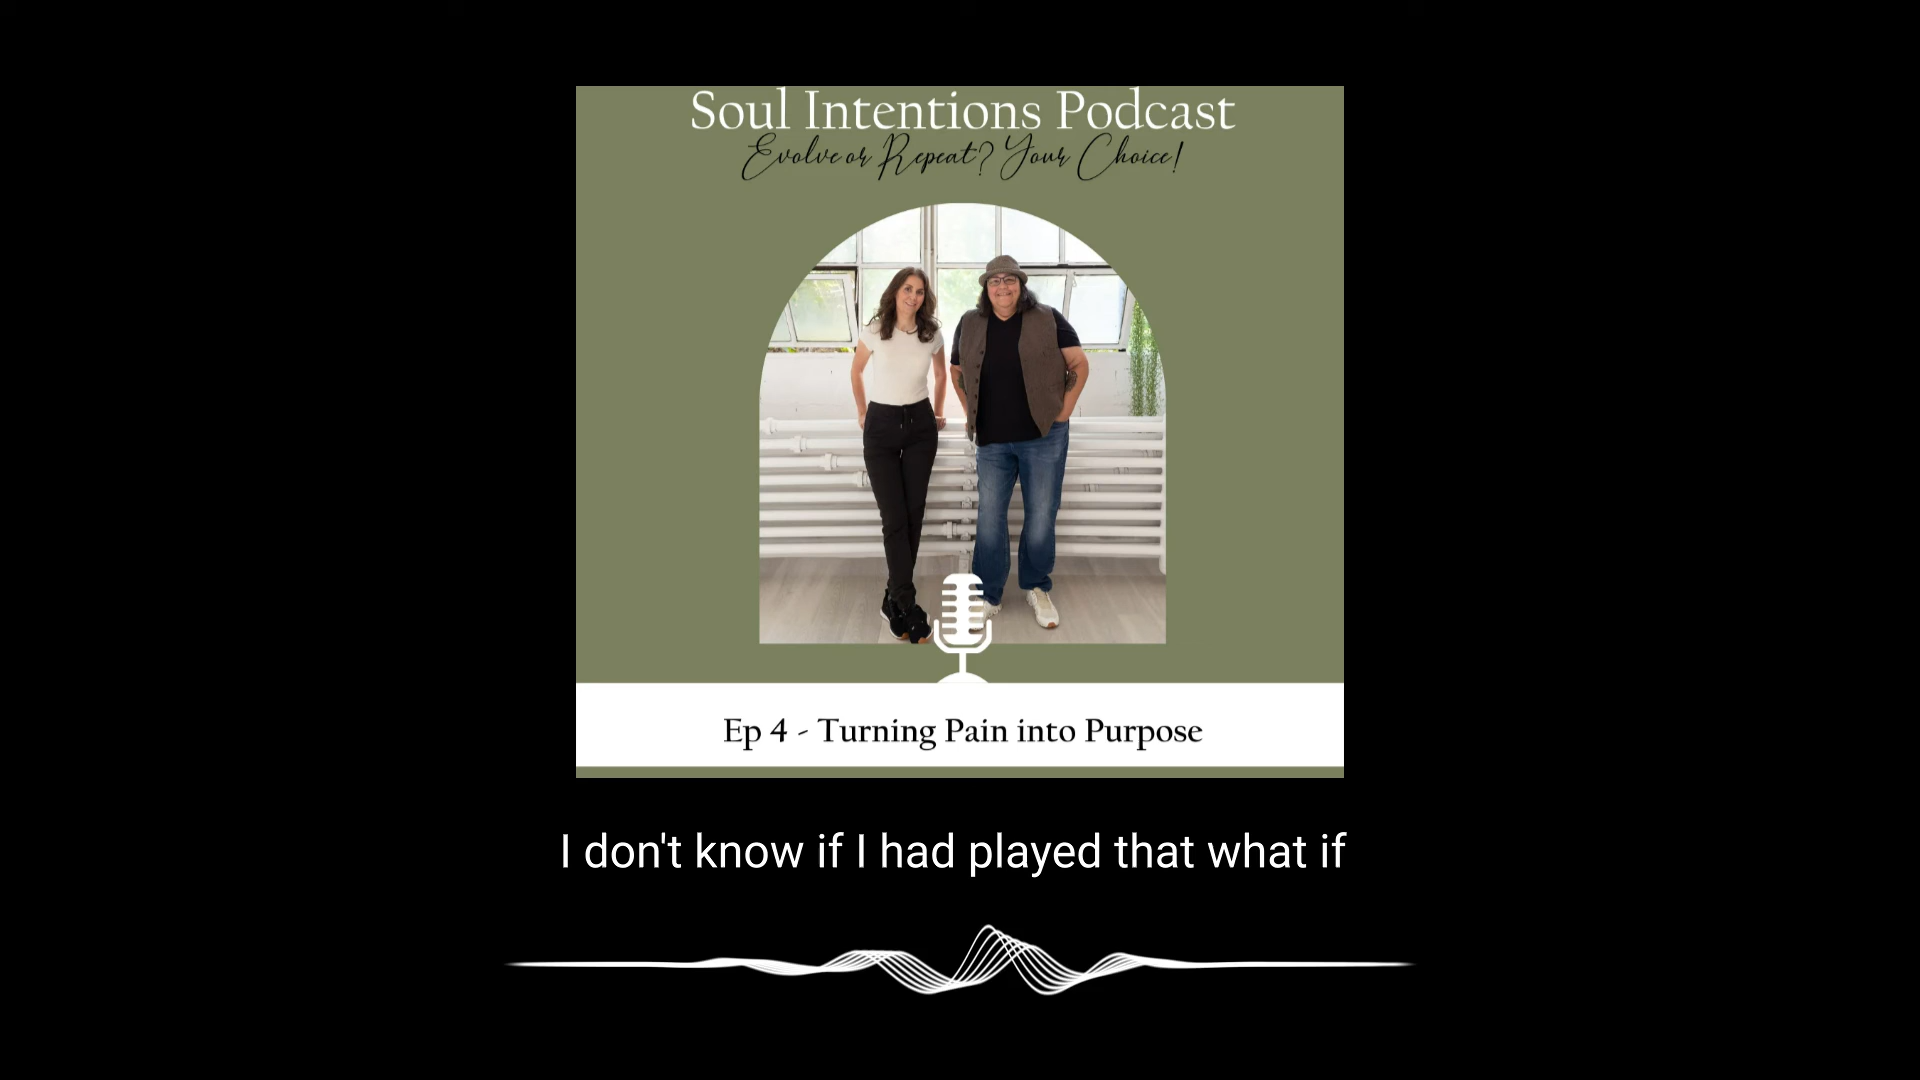 Soul Intentions Podcast
Evolve or Repeat? Your Choice!
Ep 4 - Turning Pain into Purpose
I don't know if I had played that what if